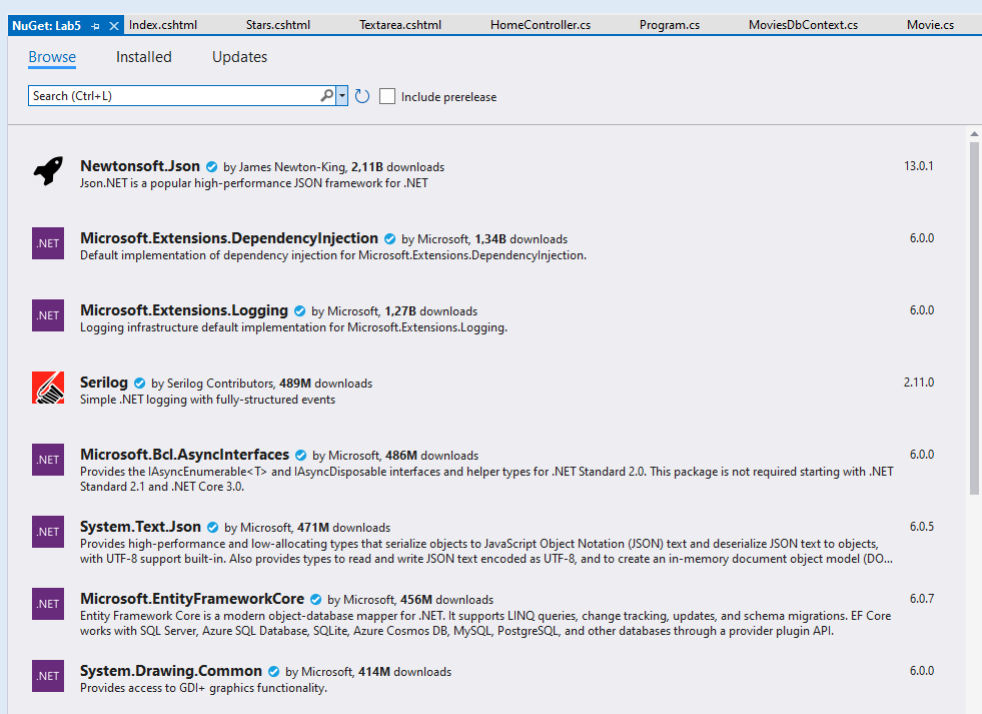 NuGet: Lab5 Index.cshtml Stars.cshtml Textarea.cshtml HomeController.cs Program.cs MoviesDbContext.cs Movie.cs
Browse Installed Updates
Search (Ctrl+L) Include prerelease
Newtonsoft.Json by James Newton-King, 2,11B downloads 13.0.1
Json.NET is a popular high-performance JSON framework for .NET
.NET Microsoft.Extensions.DependencyInjection by Microsoft, 1,34B downloads 6.0.0
Default implementation of dependency injection for Microsoft.Extensions.DependencyInjection.
.NET Microsoft.Extensions.Logging by Microsoft, 1,27B downloads 6.0.0
Logging infrastructure default implementation for Microsoft.Extensions.Logging.
Serilog by Serilog Contributors, 489M downloads 2.11.0
Simple .NET logging with fully-structured events
.NET Microsoft.Bcl.AsyncInterfaces by Microsoft, 486M downloads 6.0.0
Provides the IAsyncEnumerable<T> and IAsyncDisposable interfaces and helper types for .NET Standard 2.0. This package is not required starting with .NET
Standard 2.1 and .NET Core 3.0.
.NET System.Text.Json by Microsoft, 471M downloads 6.0.5
Provides high-performance and low-allocating types that serialize objects to JavaScript Object Notation (JSON) text and deserialize JSON text to objects,
with UTF-8 support built-in. Also provides types to read and write JSON text encoded as UTF-8, and to create an in-memory document object model (DO...
.NET Microsoft.EntityFrameworkCore by Microsoft, 456M downloads 6.0.7
Entity Framework Core is a modern object-database mapper for .NET. It supports LINQ queries, change tracking, updates, and schema migrations. EF Core
works with SQL Server, Azure SQL Database, SQLite, Azure Cosmos DB, MySQL, PostgreSQL, and other databases through a provider plugin API.
.NET System.Drawing.Common by Microsoft, 414M downloads 6.0.0
Provides access to GDI+ graphics functionality.